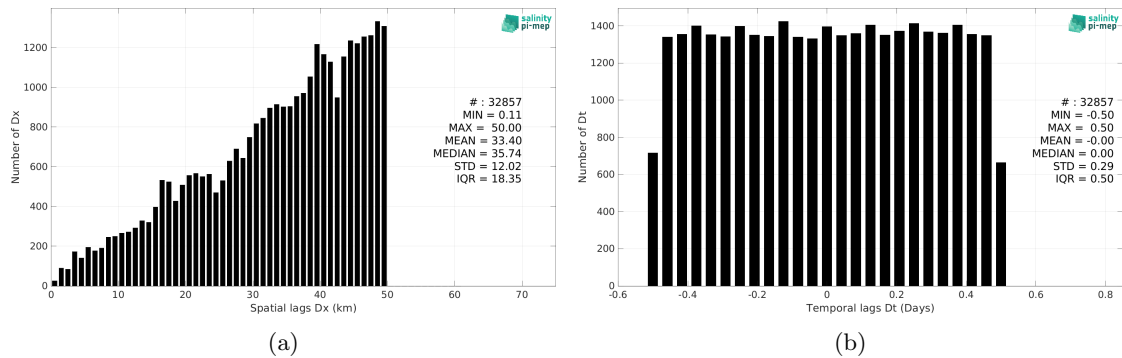 1200
1000
800
600
400
200
0
Number of Dx
salinity
pi-mep
# : 32857
MIN = 0.11
MAX = 50.00
MEAN = 33.40
MEDIAN = 35.74
STD = 12.02
IQR = 18.35
0 10 20 30 40 50 60 70
Spatial lags Dx (km)
(a)
1400
1200
1000
800
600
400
200
0
Number of Dt
salinity
pi-mep
# : 32857
MIN = -0.50
MAX = 0.50
MEAN = -0.00
MEDIAN = 0.00
STD = 0.29
IQR = 0.50
-0.6 -0.4 -0.2 0 0.2 0.4 0.6 0.8
Temporal lags Dt (Days)
(b)